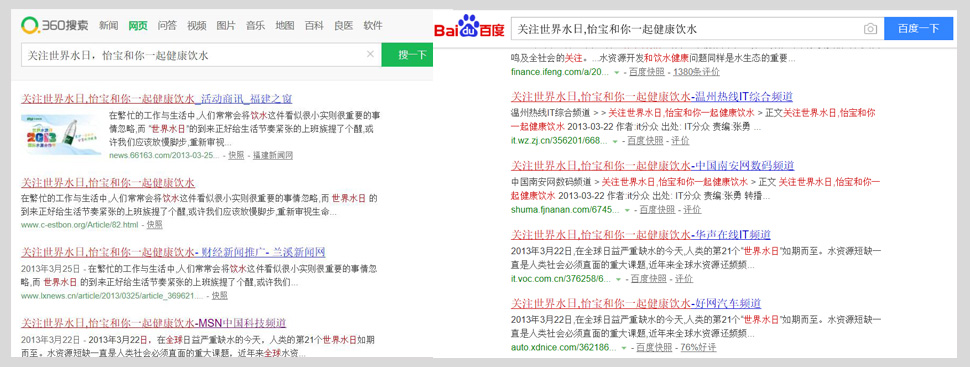 360搜索 新闻 网页 问答 视频 图片 音乐 地图 百科 良医 软件
关注世界水日，怡宝和你一起健康饮水 × 搜一下
关注世界水日,怡宝和你一起健康饮水_活动商讯_福建之窗
在繁忙的工作与生活中,人们常常会将饮水这件看似很小实则很重要的事
情忽略,而 "世界水日"的到来正好给生活节奏紧张的上班族提了个醒,或
许我们应该放慢脚步,重新审视...
news.66163.com/2013-03-25... - 快照 - 福建新闻网
关注世界水日,怡宝和你一起健康饮水
在繁忙的工作与生活中,人们常常会将饮水这件看似很小实则很重要的事情忽略,而 世界水日 的
到来正好给生活节奏紧张的上班族提了个醒,或许我们应该放慢脚步,重新审视生命...
www.c-estbon.org/Article/82.html - 快照
关注世界水日,怡宝和你一起健康饮水- 财经新闻推广- 兰溪新闻网
2013年3月25日 - 在繁忙的工作与生活中,人们常常会将饮水这件看似很小实则很重要的事情忽
略,而 世界水日 的到来正好给生活节奏紧张的上班族提了个醒,或许我们...
www.lxnews.cn/article/2013/0325/article_369621.... - 快照
关注世界水日,怡宝和你一起健康饮水-MSN中国科技频道
2013年3月22日 - 2013年3月22日，在全球日益严重缺水的今天，人类的第21个世界水日如期
而至。水资源短缺一直是人类社会必须直面的重大课题，近年来全球水资...
Bai du 百度 关注世界水日,怡宝和你一起健康饮水 百度一下
鸣及全社会的关注。...水资源开发和饮水健康问题同样是水生态的重要...
finance.ifeng.com/a/20... - 百度快照 - 1380条评价
关注世界水日,怡宝和你一起健康饮水-温州热线IT综合频道
温州热线IT综合频道 > > 关注世界水日,怡宝和你一起健康饮水 > 正文关注世界水日,怡宝和你
一起健康饮水 2013-03-22 作者:it分众 出处: IT分众 责编:张勇 ...
it.wz.zj.cn/356201/668... - 百度快照 - 评价
关注世界水日,怡宝和你一起健康饮水-中国南安网数码频道
中国南安网数码频道 > > 关注世界水日,怡宝和你一起健康饮水 > 正文 关注世界水日,怡宝和你一
起健康饮水 2013-03-22 作者:it分众 出处: IT分众 责编:张勇 转播...
shuma.fjnanan.com/6745... - 百度快照 - 评价
关注世界水日,怡宝和你一起健康饮水-华声在线IT频道
2013年3月22日,在全球日益严重缺水的今天,人类的第21个"世界水日"如期而至。水资源短缺一
直是人类社会必须直面的重大课题,近年来全球水资源还频频...
it.voc.com.cn/376258/6... - 百度快照 - 评价
关注世界水日,怡宝和你一起健康饮水-好网汽车频道
2013年3月22日,在全球日益严重缺水的今天,人类的第21个"世界水日"如期而至。水资源短缺一
直是人类社会必须直面的重大课题,近年来全球水资源还频频...
auto.xdnice.com/362186... - 百度快照 - 76%好评